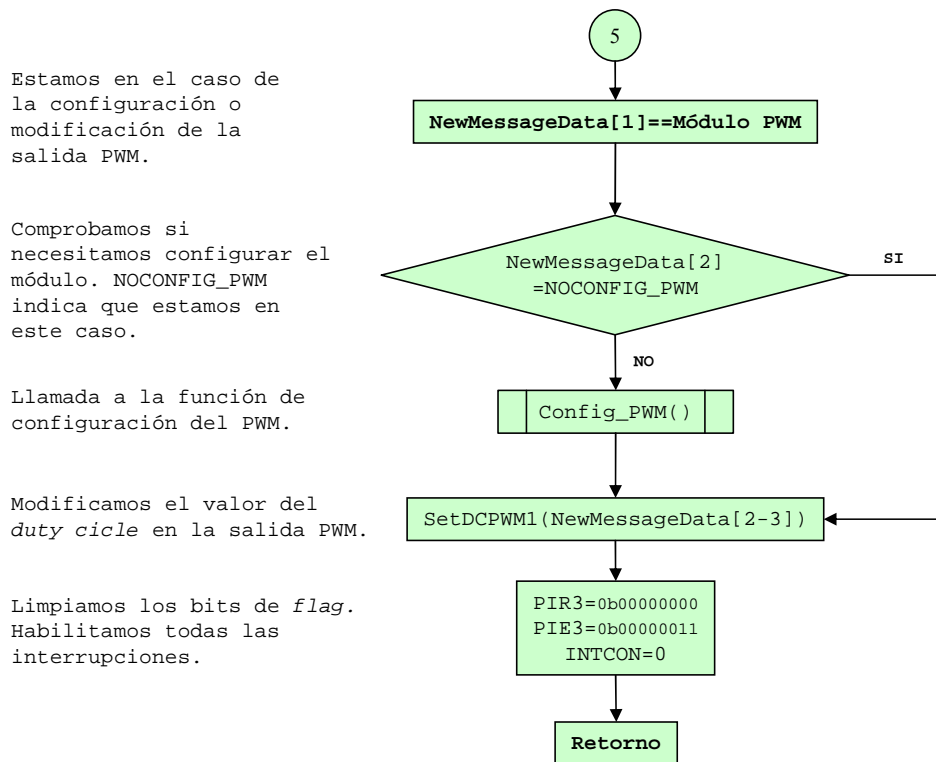 5
Estamos en el caso de
la configuración o
modificación de la
salida PWM.
NewMessageData[1]==Módulo PWM
Comprobamos si
necesitamos configurar el
módulo. NOCONFIG_PWM
indica que estamos en
este caso.
NewMessageData[2]
=NOCONFIG_PWM
SI
NO
Llamada a la función de
configuración del PWM.
Config_PWM()
Modificamos el valor del
duty cicle en la salida PWM.
SetDCPWM1(NewMessageData[2-3])
Limpiamos los bits de flag.
Habilitamos todas las
interrupciones.
PIR3=0b00000000
PIE3=0b00000011
INTCON=0
Retorno